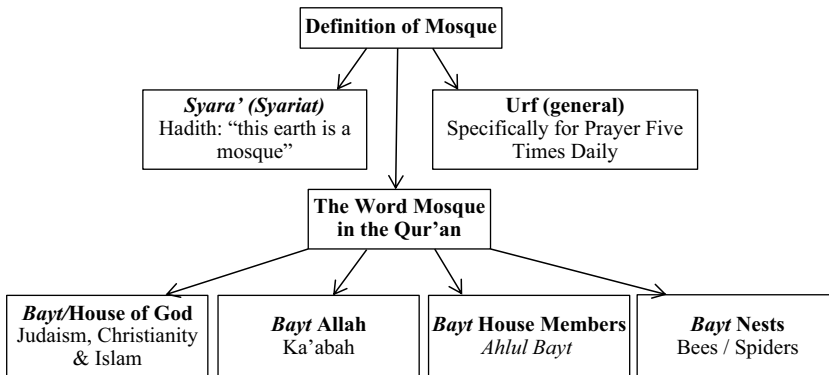 Definition of Mosque
Syara’ (Syariat)
Hadith: “this earth is a
mosque”
Urf (general)
Specifically for Prayer Five
Times Daily
The Word Mosque
in the Qur’an
Bayt/House of God
Judaism, Christianity
& Islam
Bayt Allah
Ka’abah
Bayt House Members
Ahlul Bayt
Bayt Nests
Bees / Spiders